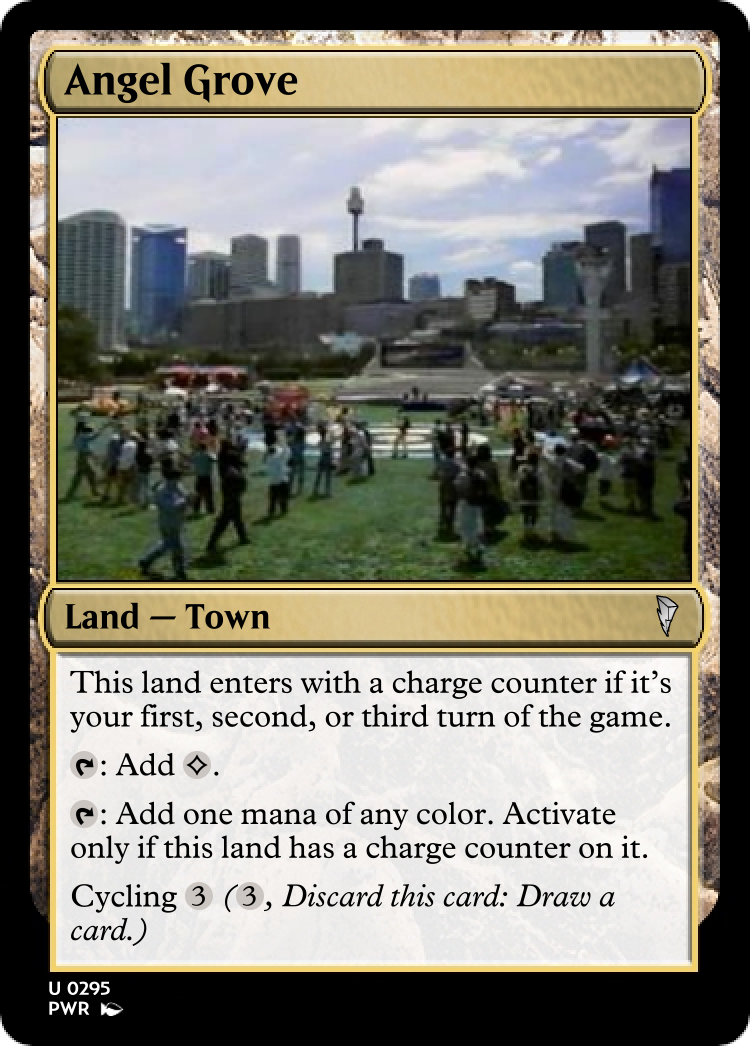 Angel Grove
Land — Town
This land enters with a charge counter if it's
your first, second, or third turn of the game.
: Add .
: Add one mana of any color. Activate
only if this land has a charge counter on it.
Cycling 3 (3, Discard this card: Draw a
card.)
U 0295
PWR